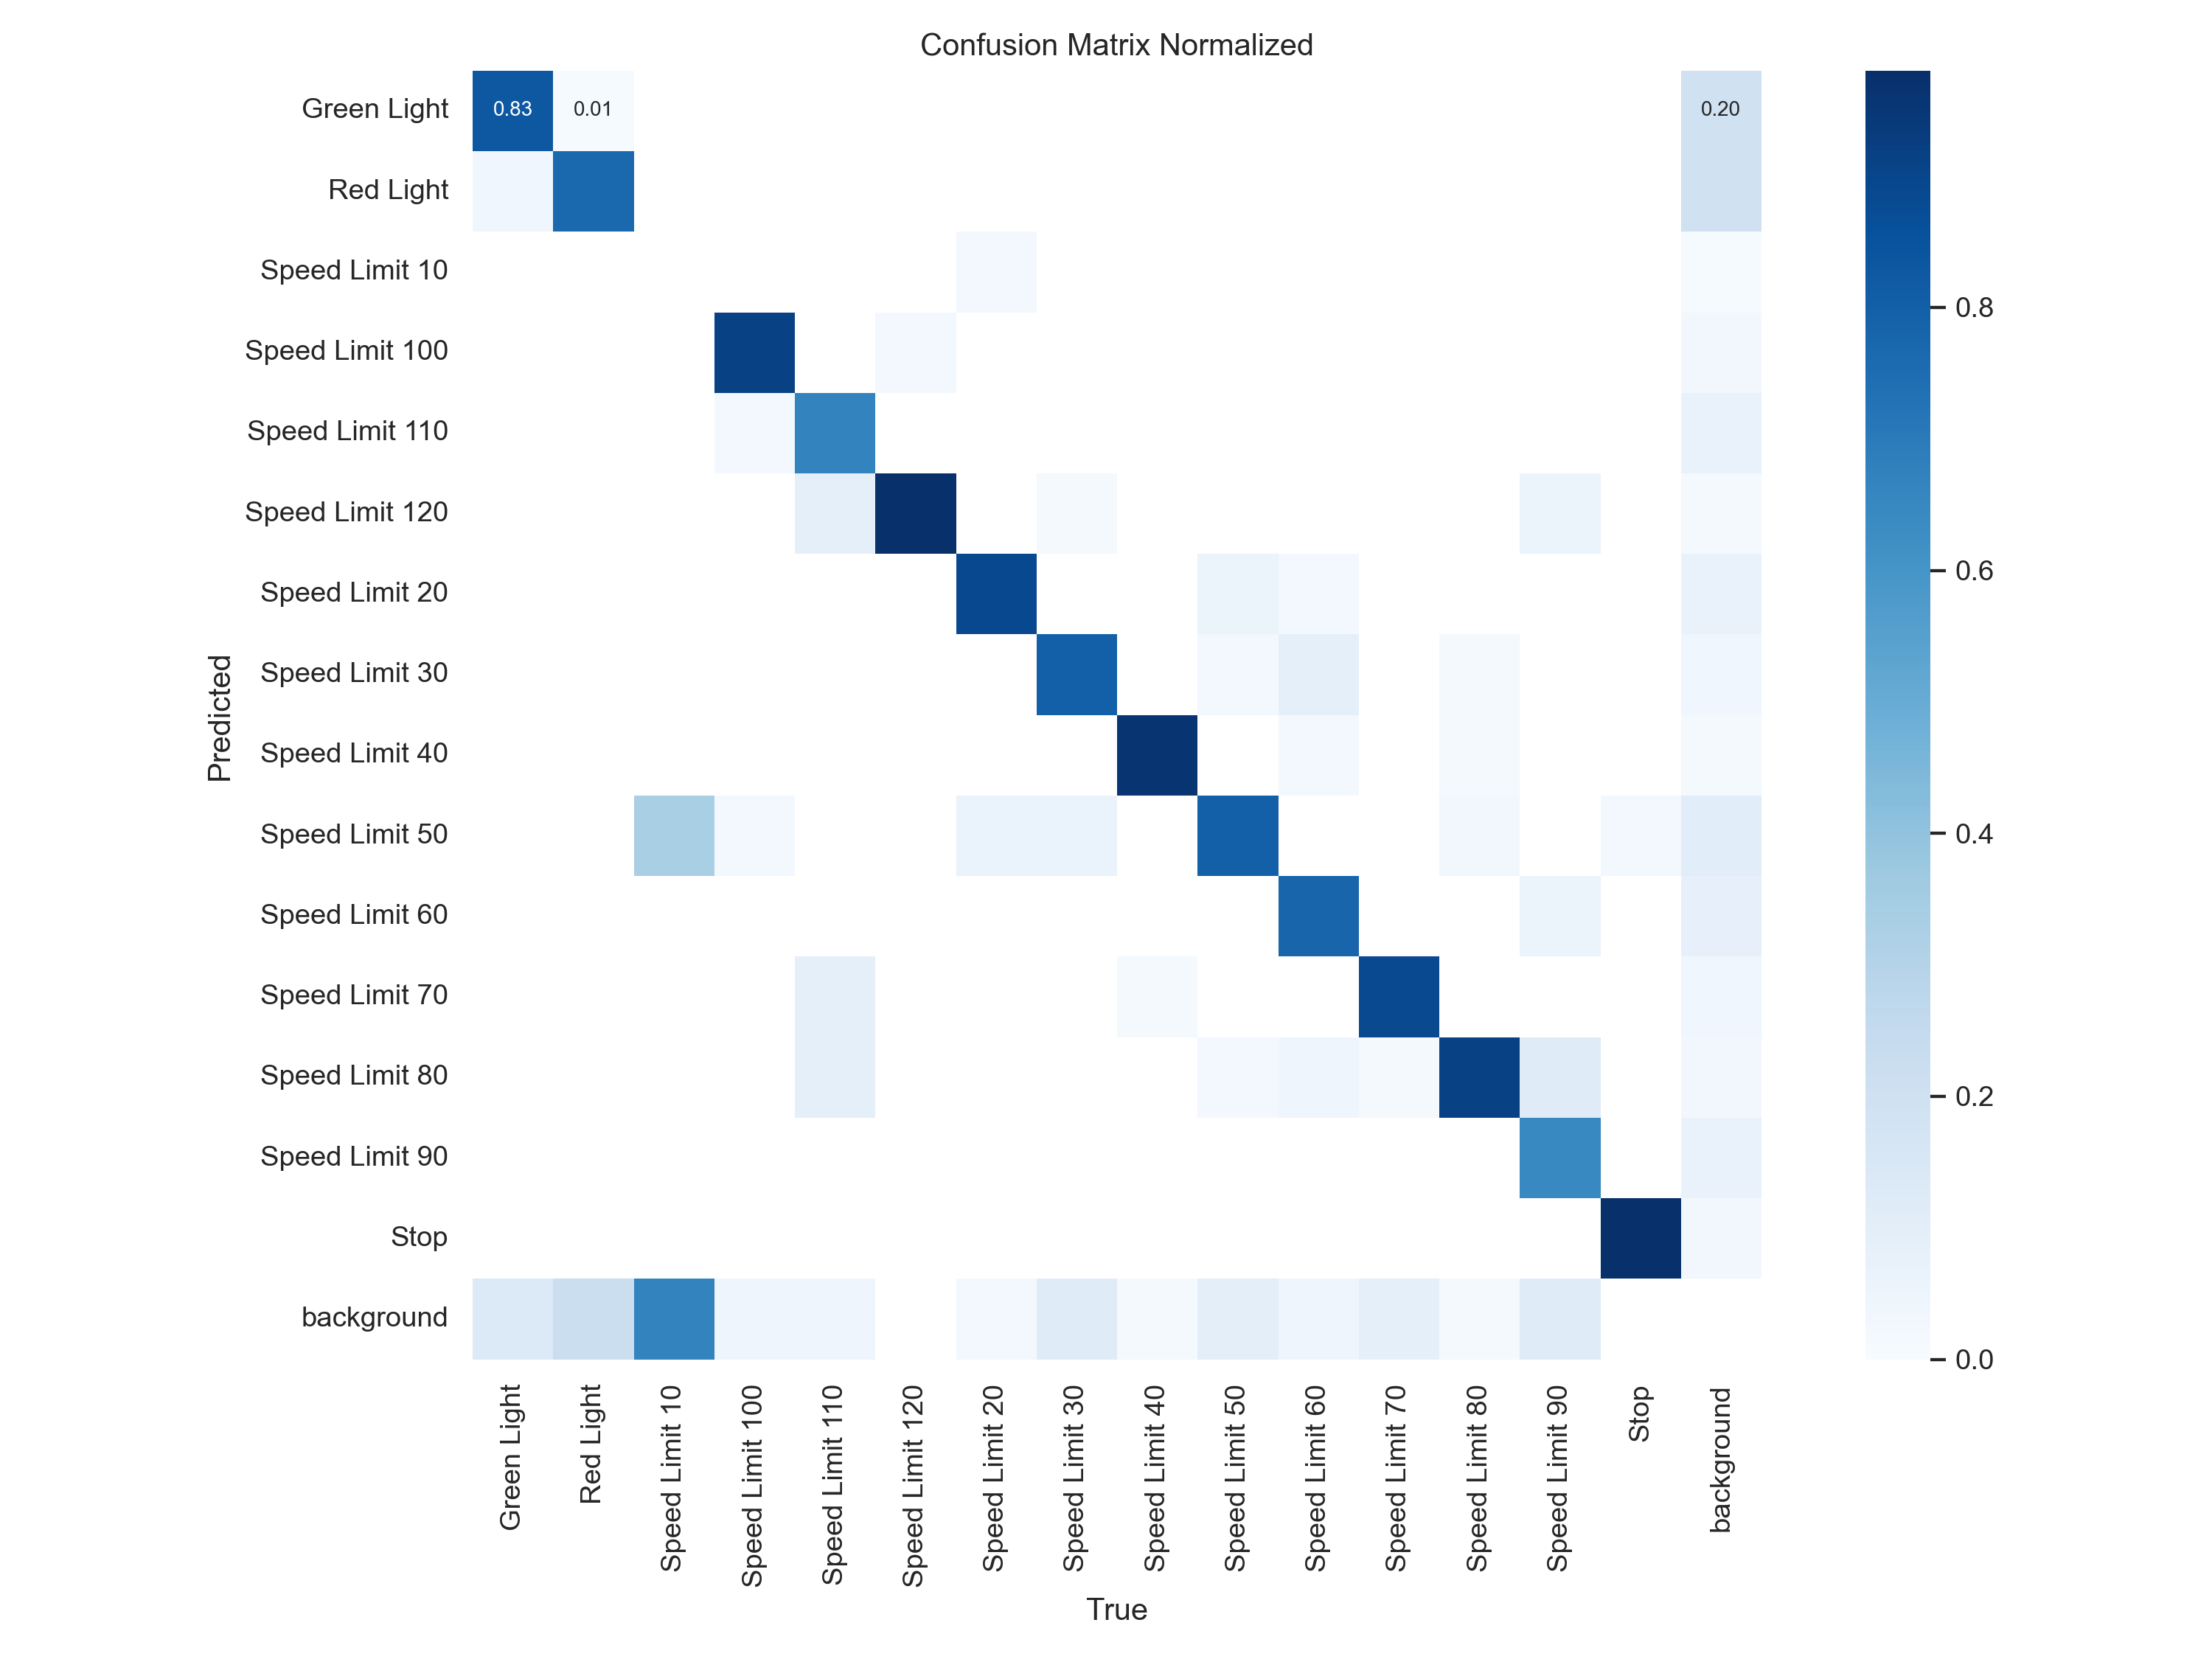 Confusion Matrix Normalized
Green Light 0.83 0.01 0.20
Red Light
Speed Limit 10
Speed Limit 100
Speed Limit 110
Speed Limit 120
Speed Limit 20
Speed Limit 30
Speed Limit 40
Speed Limit 50
Speed Limit 60
Speed Limit 70
Speed Limit 80
Speed Limit 90
Stop
background
Predicted
Green Light
Red Light
Speed Limit 10
Speed Limit 100
Speed Limit 110
Speed Limit 120
Speed Limit 20
Speed Limit 30
Speed Limit 40
Speed Limit 50
Speed Limit 60
Speed Limit 70
Speed Limit 80
Speed Limit 90
Stop
background
True
0.8
0.6
0.4
0.2
0.0